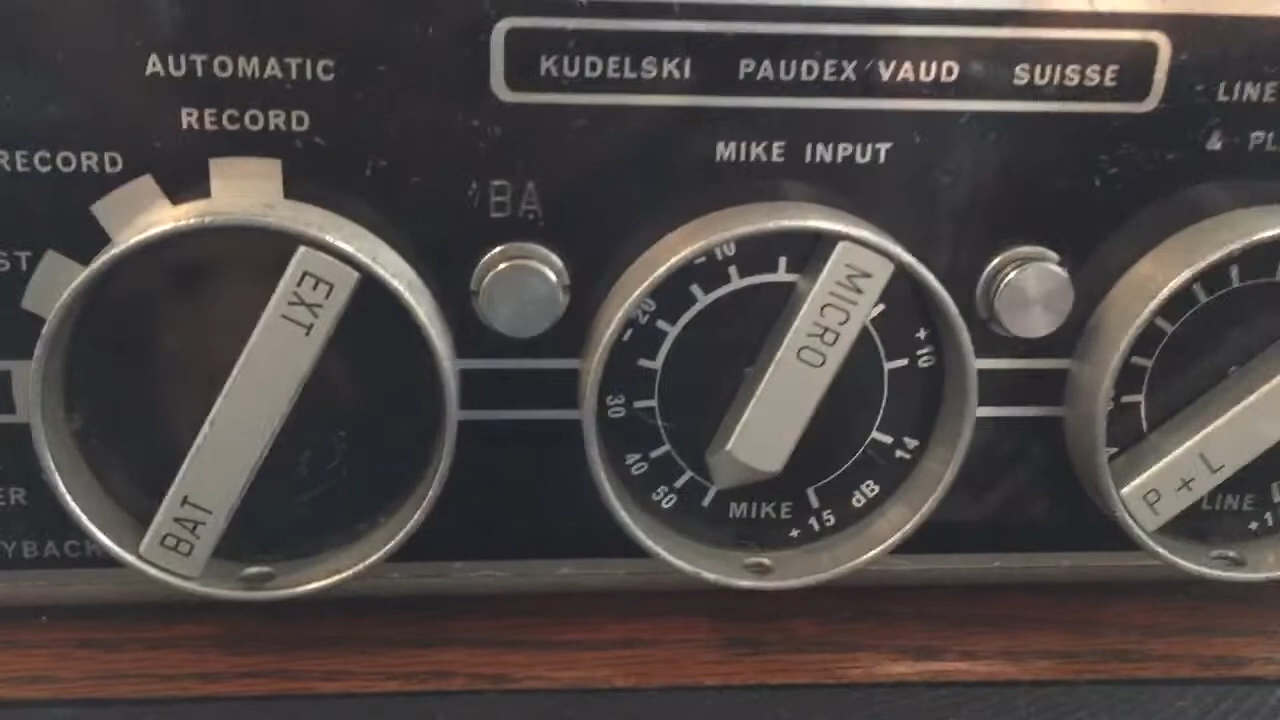 AUTOMATIC
RECORD
RECORD
KUDELSKI PAUDEX VAUD SUISSE
LINE
&
MIKE INPUT
BA
EXT
BAT
MICRO
-10
-20
30
40
50
+10
14
dB
+15
MIKE
P+L
LINE